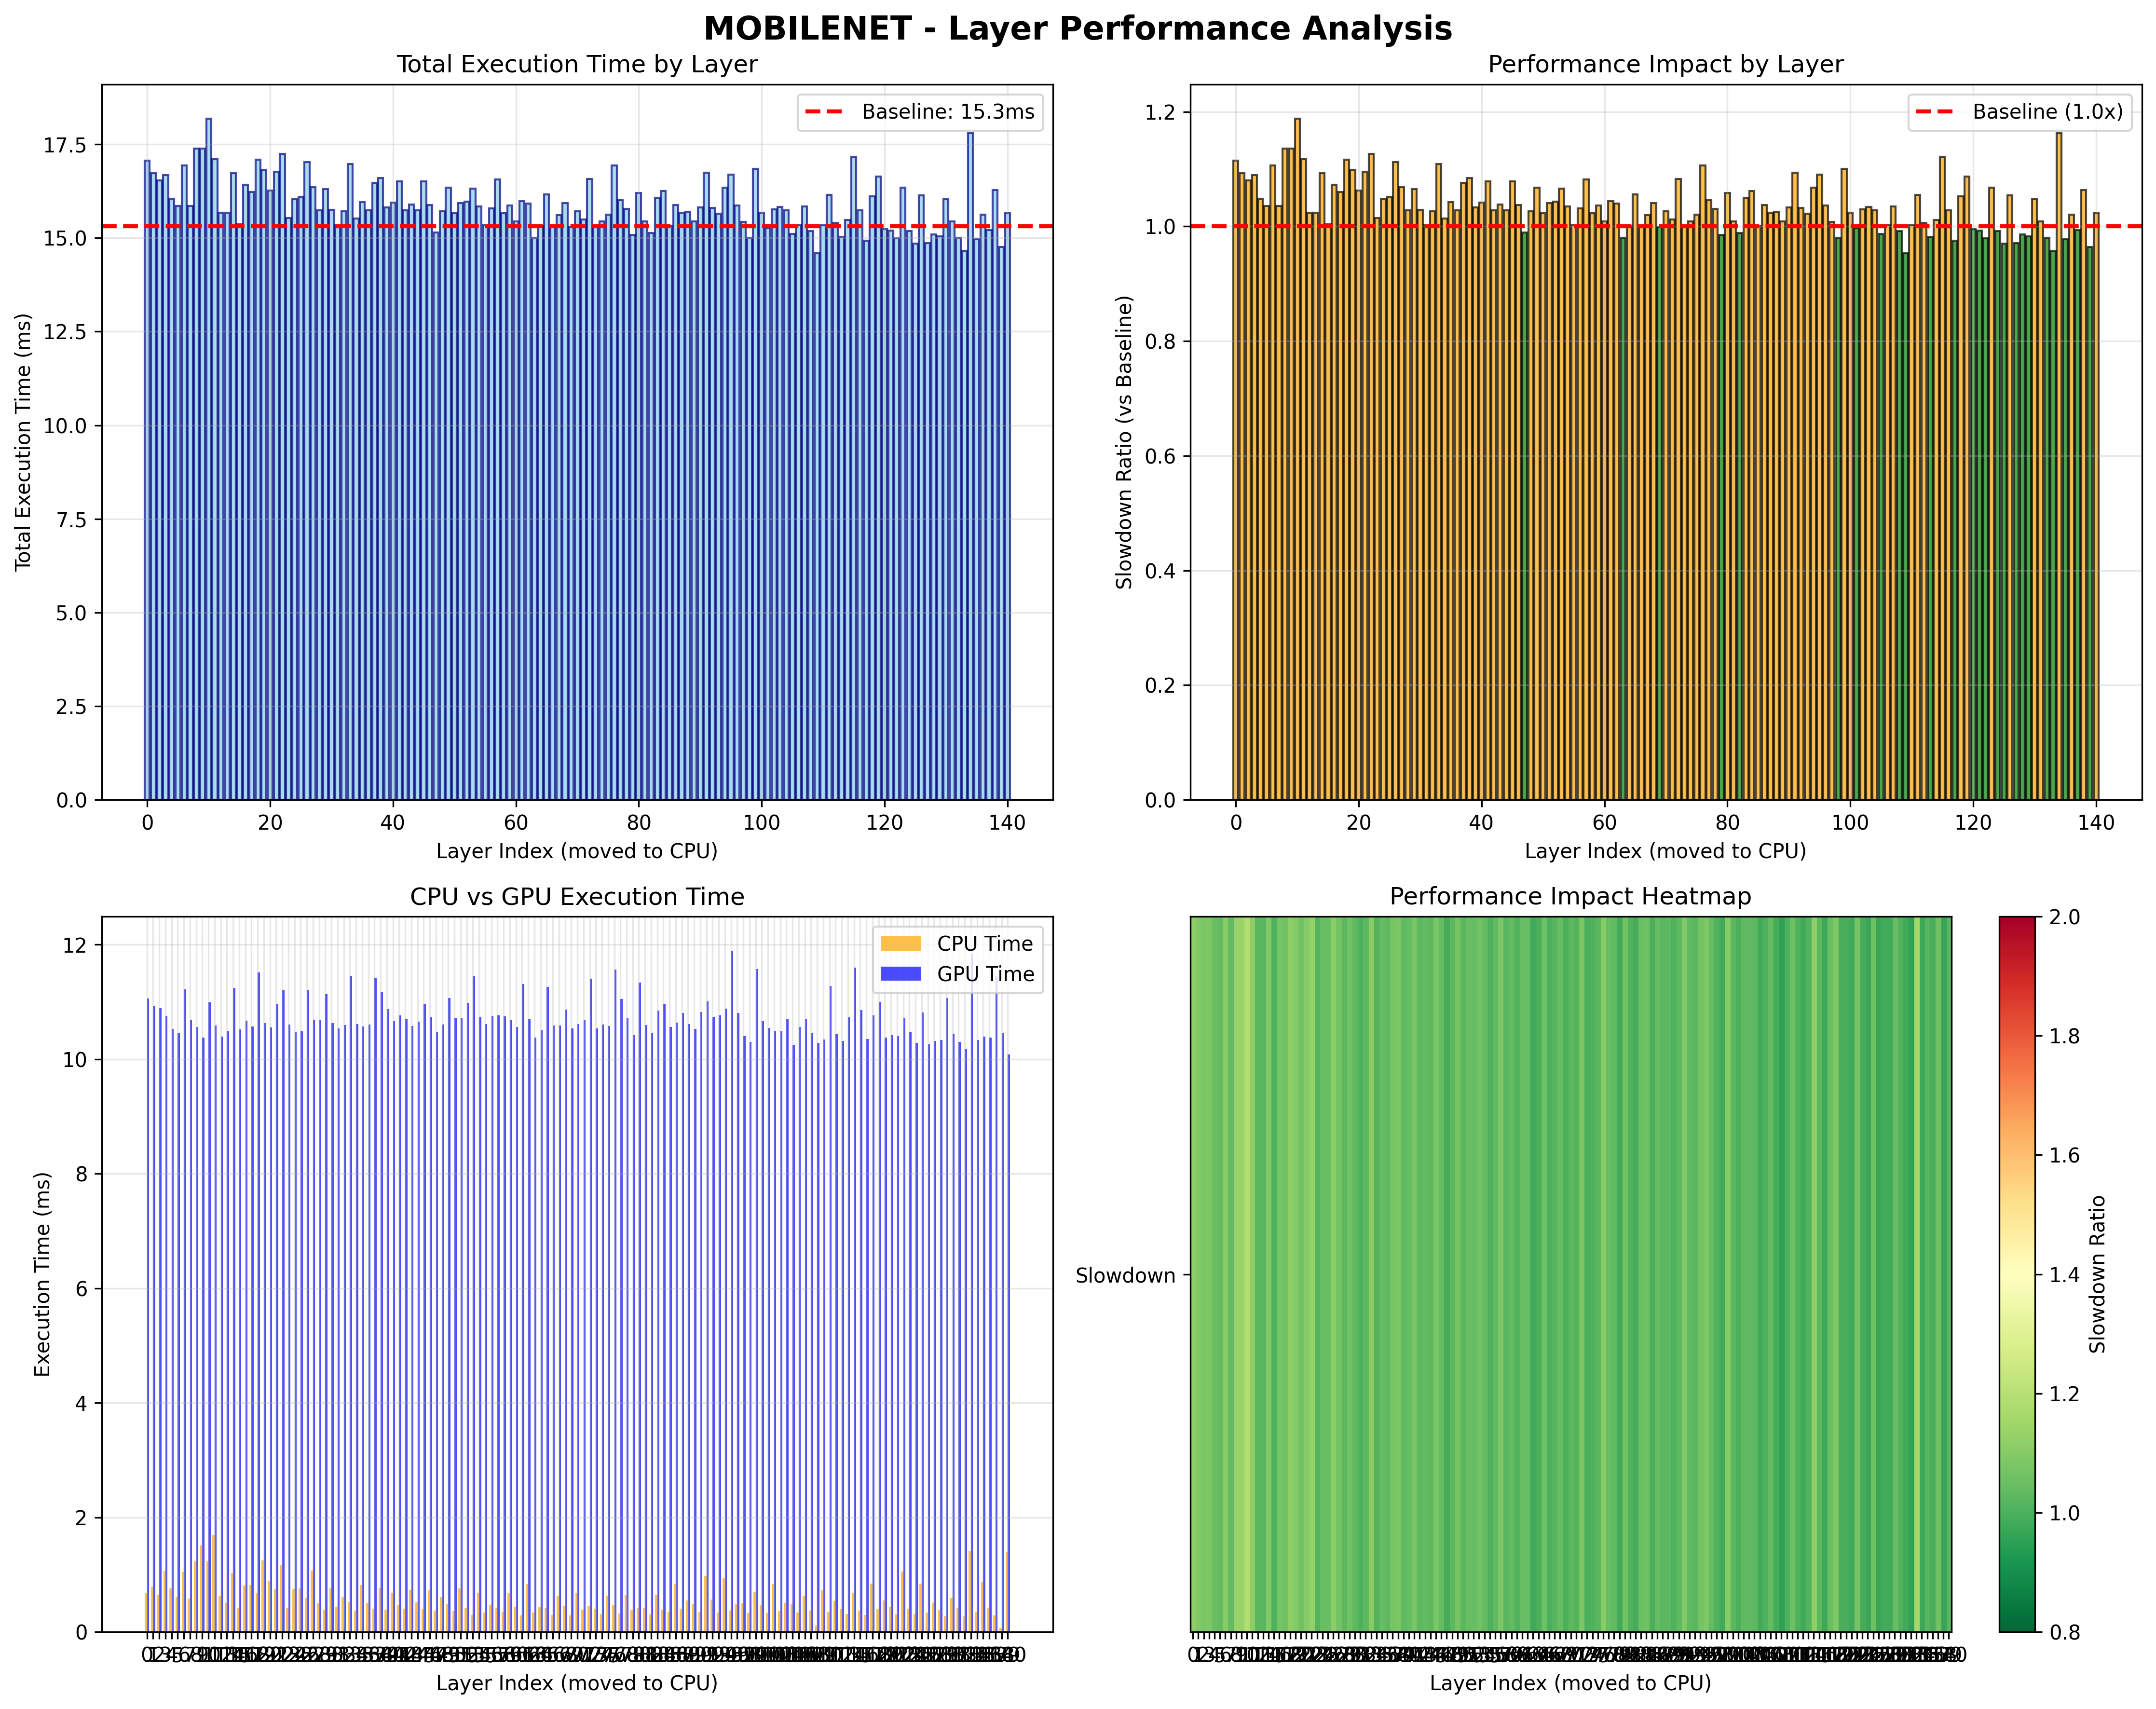 MOBILENET - Layer Performance Analysis
Total Execution Time by Layer
Total Execution Time (ms)
17.5
15.0
12.5
10.0
7.5
5.0
2.5
0.0
Baseline: 15.3ms
0 20 40 60 80 100 120 140
Layer Index (moved to CPU)
Performance Impact by Layer
Slowdown Ratio (vs Baseline)
1.2
1.0
0.8
0.6
0.4
0.2
0.0
Baseline (1.0x)
0 20 40 60 80 100 120 140
Layer Index (moved to CPU)
CPU vs GPU Execution Time
Execution Time (ms)
12
10
8
6
4
2
0
CPU Time
GPU Time
Layer Index (moved to CPU)
Performance Impact Heatmap
Slowdown
Layer Index (moved to CPU)
2.0
1.8
1.6
1.4
1.2
1.0
0.8
Slowdown Ratio